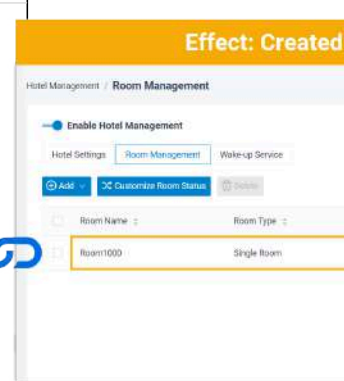 Effect: Created
Hotel Management / Room Management
Enable Hotel Management
Hotel Settings Room Management Wake-up Service
Add Customize Room Status Delete
Room Name Room Type
Room1000 Single Room